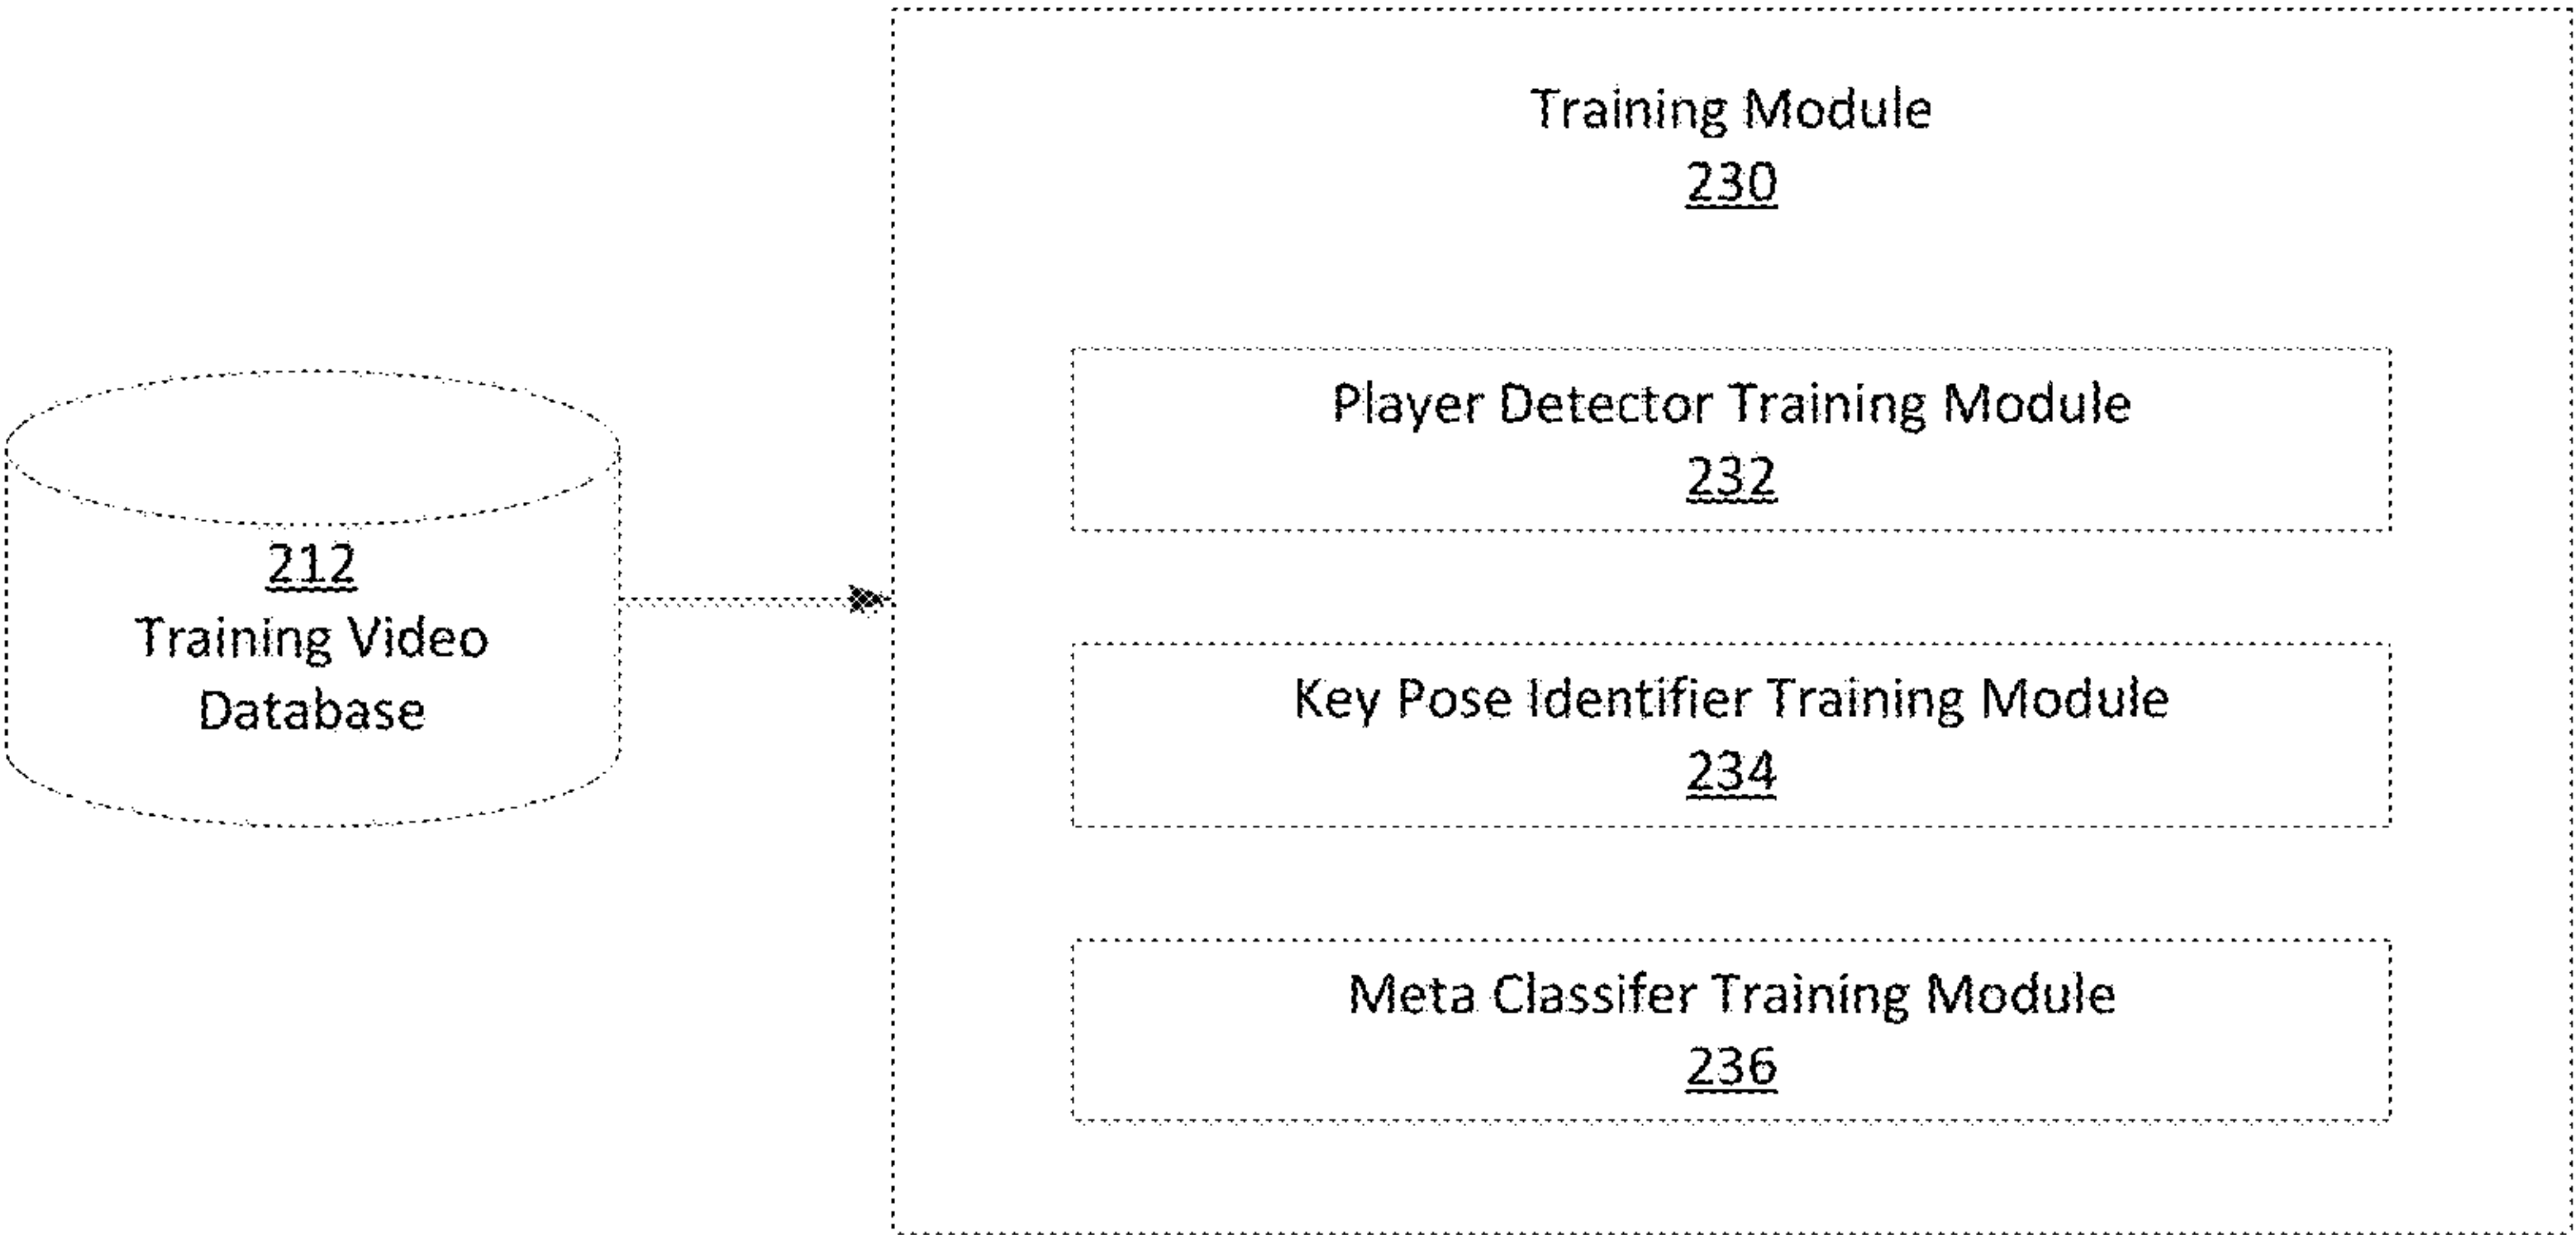 Training Module
230
Player Detector Training Module
232
212
Training Video
Database
Key Pose Identifier Training Module
234
Meta Classifer Training Module
236